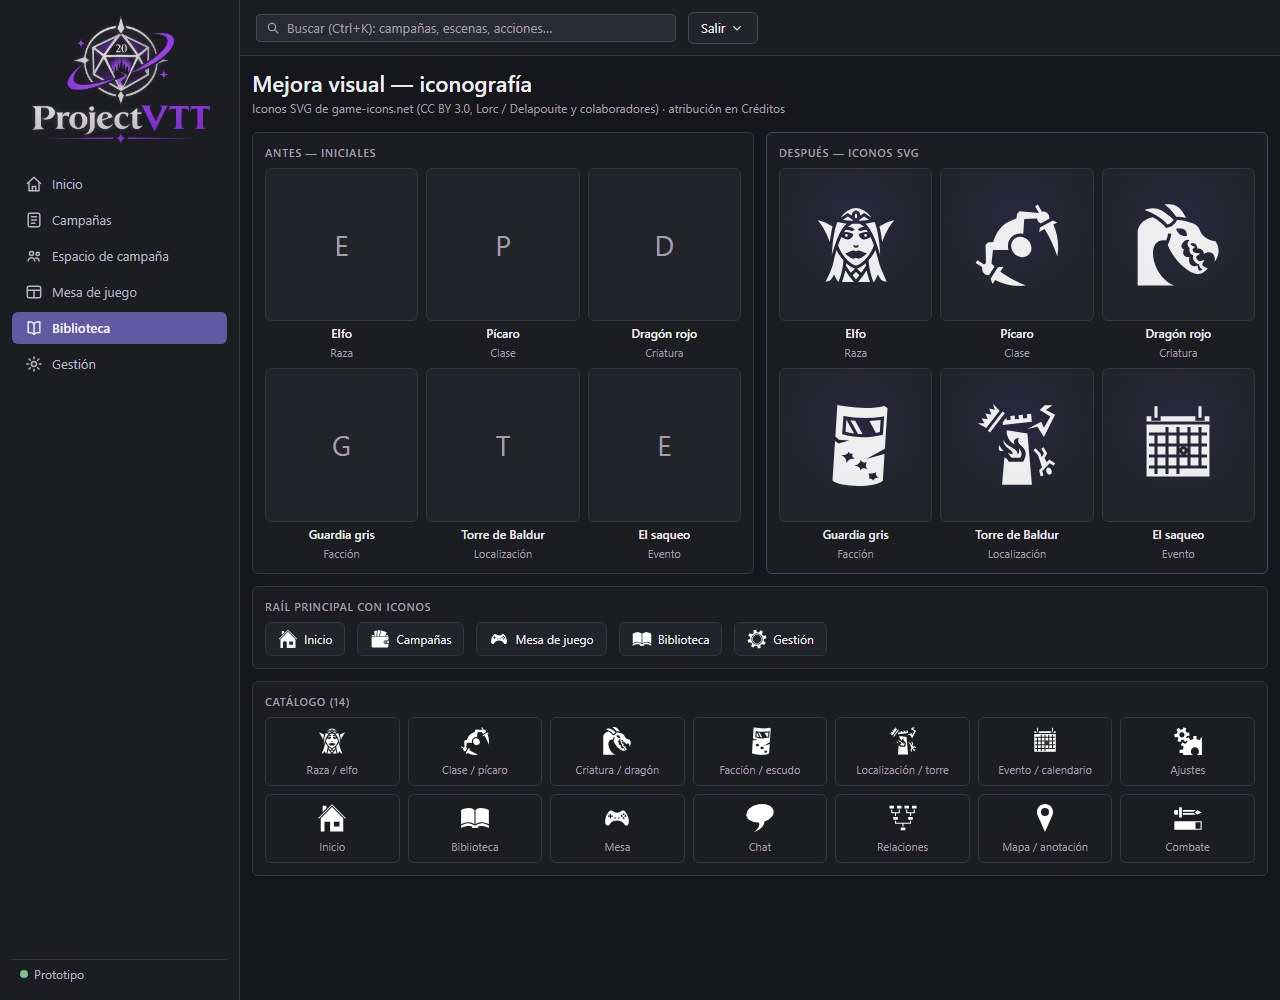 20
ProjectVTT
Inicio
Campañas
Espacio de campaña
Mesa de juego
Biblioteca
Gestión
Prototipo
Buscar (Ctrl+K): campañas, escenas, acciones...
Salir
Mejora visual — iconografía
Iconos SVG de game-icons.net (CC BY 3.0, Lorc / Delapouite y colaboradores) · atribución en Créditos
ANTES — INICIALES
E P D
Elfo Pícaro Dragón rojo
Raza Clase Criatura
G T E
Guardia gris Torre de Baldur El saqueo
Facción Localización Evento
DESPUÉS — ICONOS SVG
Elfo Pícaro Dragón rojo
Raza Clase Criatura
Guardia gris Torre de Baldur El saqueo
Facción Localización Evento
RAÍL PRINCIPAL CON ICONOS
Inicio Campañas Mesa de juego Biblioteca Gestión
CATÁLOGO (14)
Raza / elfo Clase / pícaro Criatura / dragón Facción / escudo Localización / torre Evento / calendario Ajustes
Inicio Biblioteca Mesa Chat Relaciones Mapa / anotación Combate